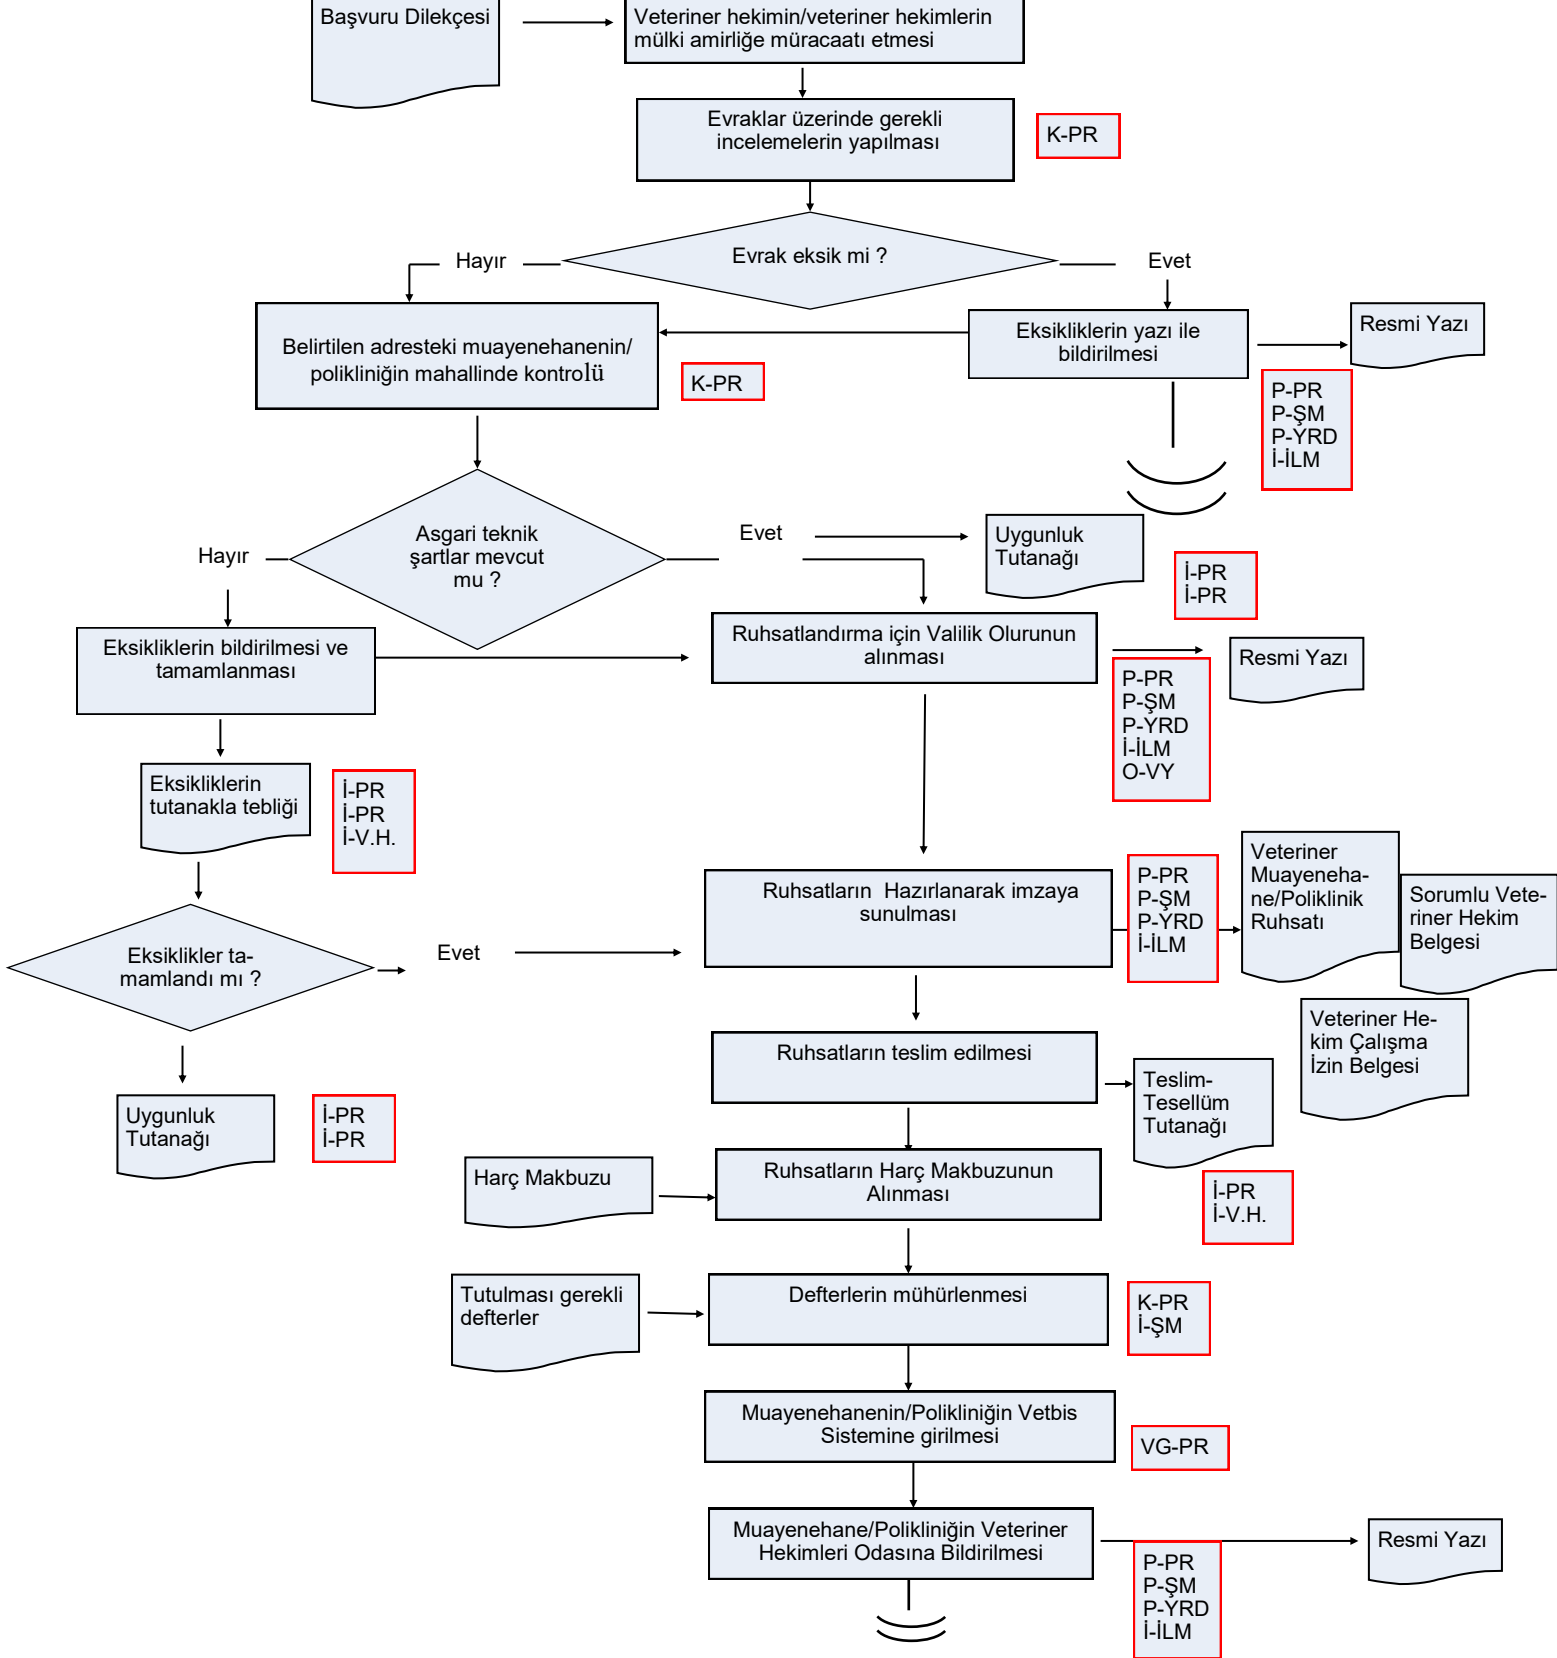 Başvuru Dilekçesi
Veteriner hekimin/veteriner hekimlerin
mülki amirliğe müracaatı etmesi
Evraklar üzerinde gerekli
incelemelerin yapılması
K-PR
Evrak eksik mi ?
Hayır
Evet
Belirtilen adresteki muayenehanenin/
polikliniğin mahallinde kontrolü
K-PR
Eksikliklerin yazı ile
bildirilmesi
Resmi Yazı
P-PR
P-ŞM
P-YRD
İ-İLM
Asgari teknik
şartlar mevcut
mu ?
Hayır
Evet
Uygunluk
Tutanağı
İ-PR
İ-PR
Eksikliklerin bildirilmesi ve
tamamlanması
Ruhsatlandırma için Valilik Olurunun
alınması
Resmi Yazı
P-PR
P-ŞM
P-YRD
İ-İLM
O-VY
Eksikliklerin
tutanakla tebliği
İ-PR
İ-PR
İ-V.H.
Ruhsatların  Hazırlanarak imzaya
sunulması
P-PR
P-ŞM
P-YRD
İ-İLM
Veteriner
Muayeneha-
ne/Poliklinik
Ruhsatı
Sorumlu Vete-
riner Hekim
Belgesi
Eksiklikler ta-
mamlandı mı ?
Evet
Veteriner He-
kim Çalışma
İzin Belgesi
Ruhsatların teslim edilmesi
Teslim-
Tesellüm
Tutanağı
Uygunluk
Tutanağı
İ-PR
İ-PR
Harç Makbuzu
Ruhsatların Harç Makbuzunun
Alınması
İ-PR
İ-V.H.
Tutulması gerekli
defterler
Defterlerin mühürlenmesi
K-PR
İ-ŞM
Muayenehanenin/Polikliniğin Vetbis
Sistemine girilmesi
VG-PR
Muayenehane/Polikliniğin Veteriner
Hekimleri Odasına Bildirilmesi
Resmi Yazı
P-PR
P-ŞM
P-YRD
İ-İLM